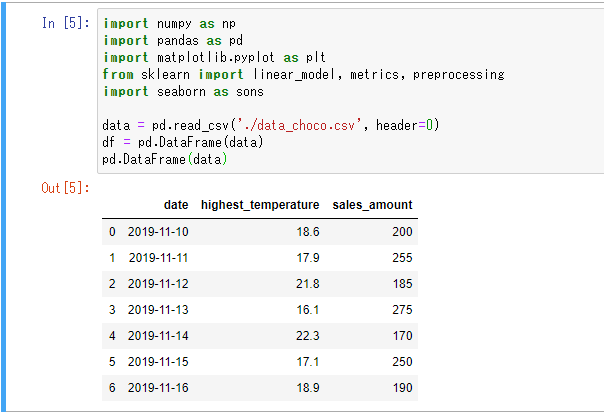 In [5]:
import numpy as np
import pandas as pd
import matplotlib.pyplot as plt
from sklearn import linear_model, metrics, preprocessing
import seaborn as sons
data = pd.read_csv('./data_choco.csv', header=0)
df = pd.DataFrame(data)
pd.DataFrame(data)
Out[5]:
date highest_temperature sales_amount
0 2019-11-10 18.6 200
1 2019-11-11 17.9 255
2 2019-11-12 21.8 185
3 2019-11-13 16.1 275
4 2019-11-14 22.3 170
5 2019-11-15 17.1 250
6 2019-11-16 18.9 190